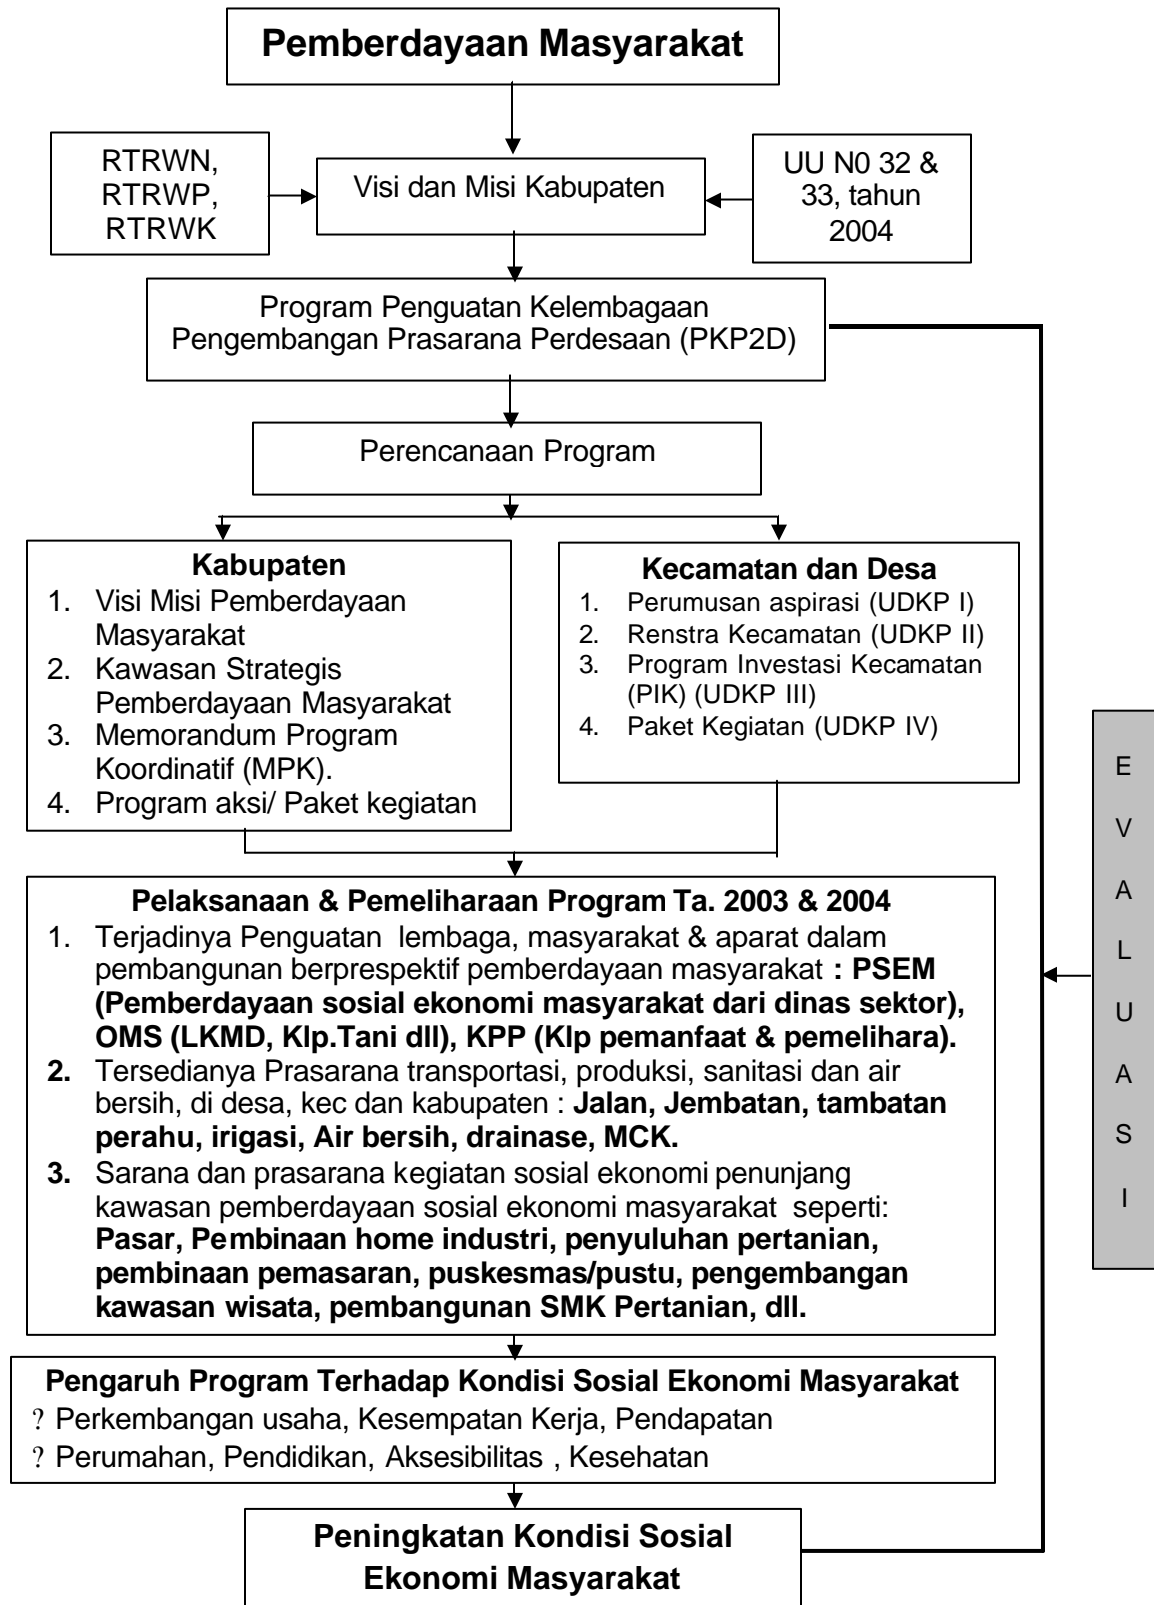 Pemberdayaan Masyarakat
RTRWN,
RTRWP,
RTRWK
Visi dan Misi Kabupaten
UU N0 32 &
33, tahun
2004
Program Penguatan Kelembagaan
Pengembangan Prasarana Perdesaan (PKP2D)
Perencanaan Program
Kabupaten
1. Visi Misi Pemberdayaan
Masyarakat
2. Kawasan Strategis
Pemberdayaan Masyarakat
3. Memorandum Program
Koordinatif (MPK).
4. Program aksi/ Paket kegiatan
Kecamatan dan Desa
1. Perumusan aspirasi (UDKP I)
2. Renstra Kecamatan (UDKP II)
3. Program Investasi Kecamatan
(PIK) (UDKP III)
4. Paket Kegiatan (UDKP IV)
Pelaksanaan & Pemeliharaan Program Ta. 2003 & 2004
1. Terjadinya Penguatan lembaga, masyarakat & aparat dalam
pembangunan berprespektif pemberdayaan masyarakat : PSEM
(Pemberdayaan sosial ekonomi masyarakat dari dinas sektor),
OMS (LKMD, Klp.Tani dll), KPP (Klp pemanfaat & pemelihara).
2. Tersedianya Prasarana transportasi, produksi, sanitasi dan air
bersih, di desa, kec dan kabupaten : Jalan, Jembatan, tambatan
perahu, irigasi, Air bersih, drainase, MCK.
3. Sarana dan prasarana kegiatan sosial ekonomi penunjang
kawasan pemberdayaan sosial ekonomi masyarakat seperti:
Pasar, Pembinaan home industri, penyuluhan pertanian,
pembinaan pemasaran, puskesmas/pustu, pengembangan
kawasan wisata, pembangunan SMK Pertanian, dll.
Pengaruh Program Terhadap Kondisi Sosial Ekonomi Masyarakat
? Perkembangan usaha, Kesempatan Kerja, Pendapatan
? Perumahan, Pendidikan, Aksesibilitas , Kesehatan
Peningkatan Kondisi Sosial
Ekonomi Masyarakat
E
V
A
L
U
A
S
I